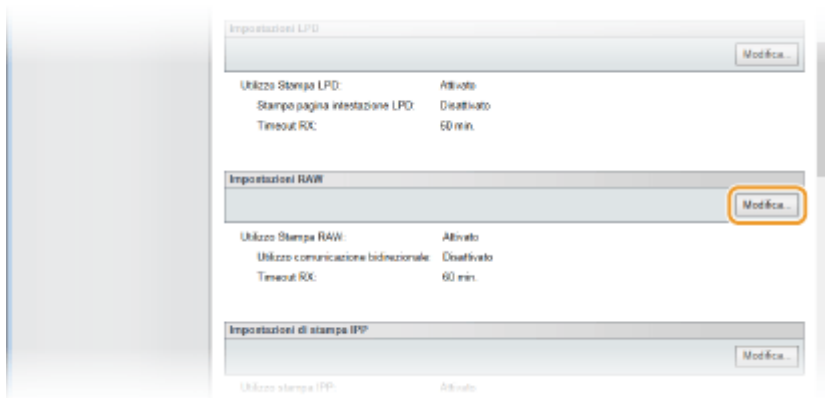 Impostazioni LPD
Modifica...
Utilizzo Stampa LPD: Attivato
Stampa pagina intestazione LPD: Disattivato
Timeout RX: 60 min.
Impostazioni RAW
Modifica...
Utilizzo Stampa RAW: Attivato
Utilizzo comunicazione bidirezionale: Disattivato
Timeout RX: 60 min.
Impostazioni di stampa IPP
Modifica...
Utilizzo stampa IPP: Attivato